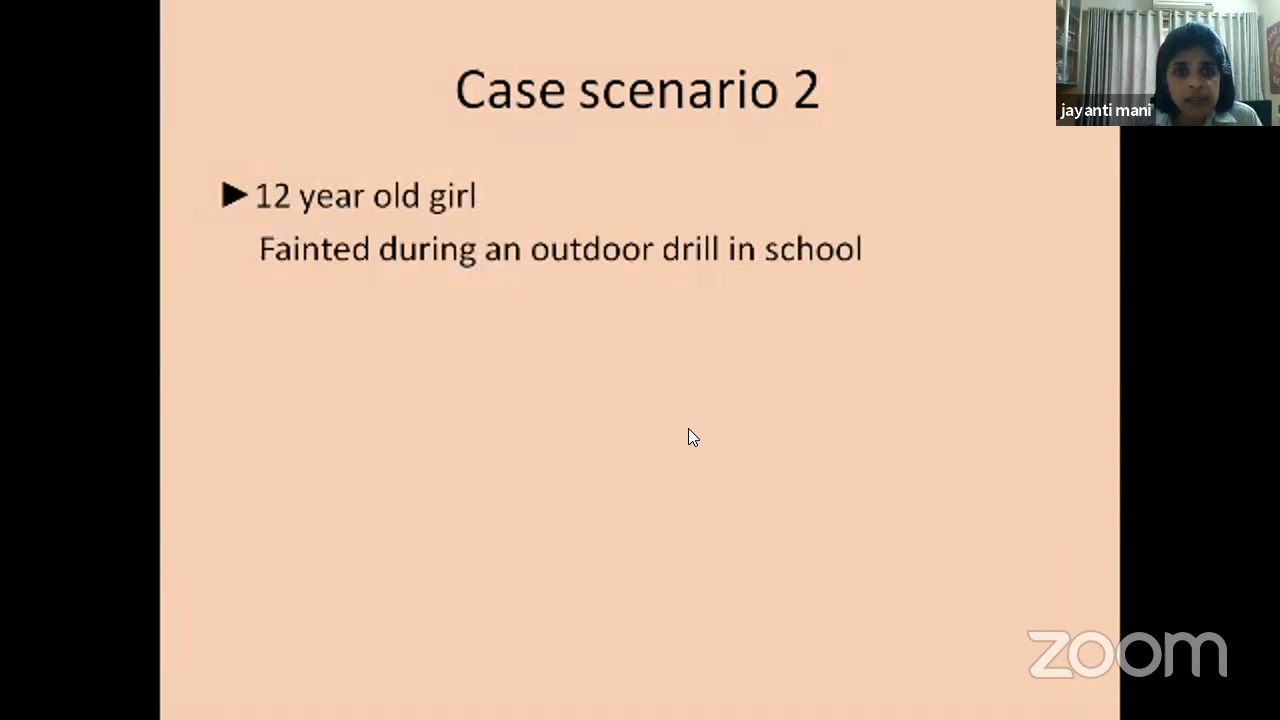 Case scenario 2
jayanti mani
12 year old girl
Fainted during an outdoor drill in school
zoom